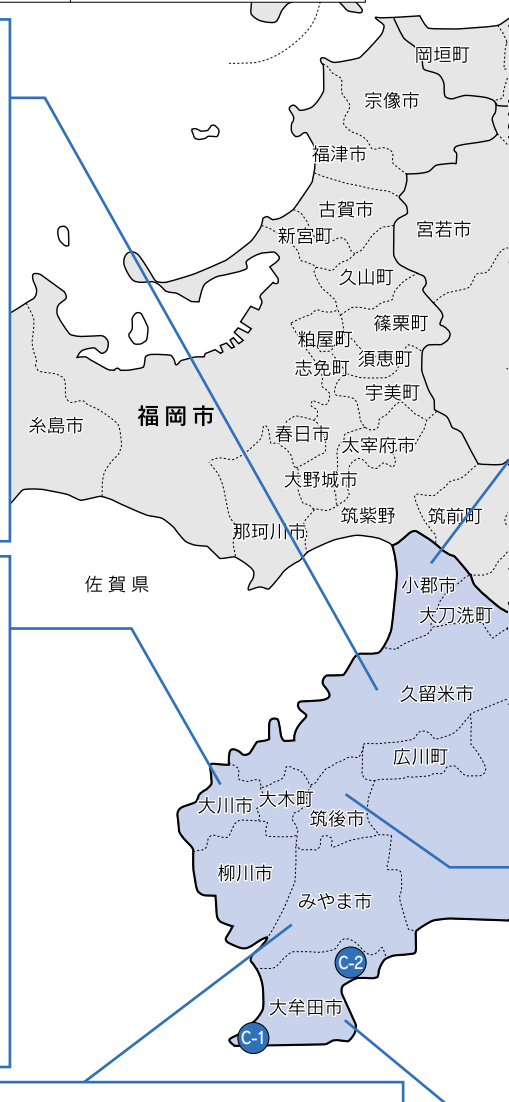 岡垣町
宗像市
福津市
古賀市
宮若市
新宮町
久山町
篠栗町
粕屋町
須恵町
志免町
宇美町
福岡市
糸島市
春日市
太宰府市
大野城市
筑紫野
筑前町
那珂川市
佐賀県
小郡市
大刀洗町
久留米市
広川町
大川市
大木町
筑後市
柳川市
みやま市
C-2
大牟田市
C-1